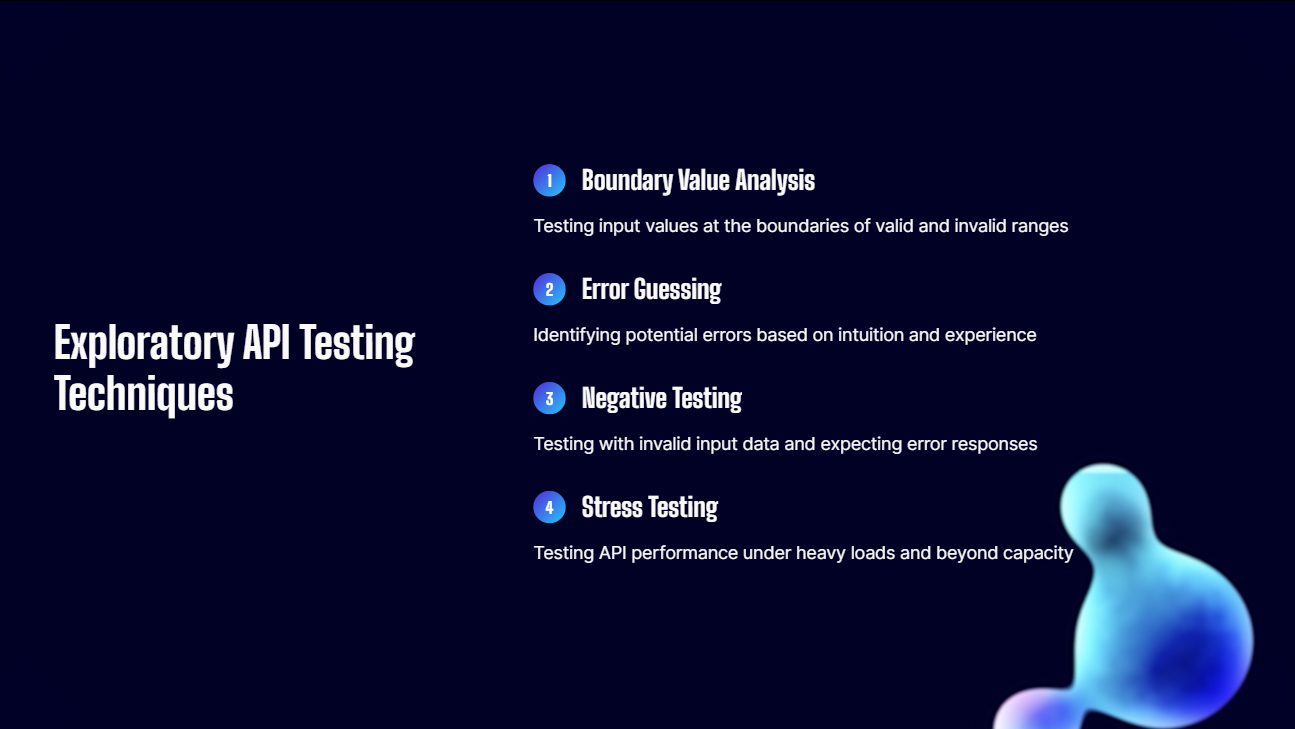 Exploratory API Testing
Techniques
1 Boundary Value Analysis
Testing input values at the boundaries of valid and invalid ranges
2 Error Guessing
Identifying potential errors based on intuition and experience
3 Negative Testing
Testing with invalid input data and expecting error responses
4 Stress Testing
Testing API performance under heavy loads and beyond capacity